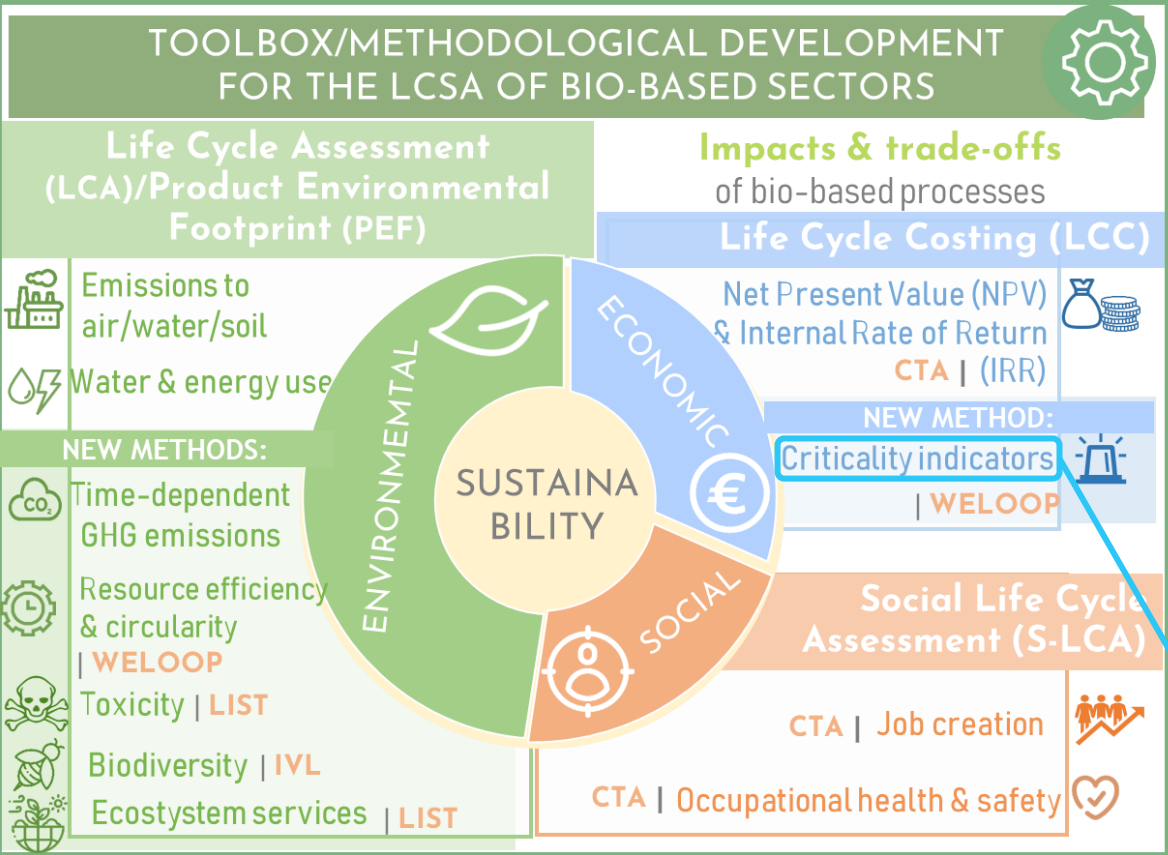 TOOLBOX/METHODOLOGICAL DEVELOPMENT
FOR THE LCSA OF BIO-BASED SECTORS
Life Cycle Assessment
(LCA)/Product Environmental
Footprint (PEF)
Impacts & trade-offs
of bio-based processes
Life Cycle Costing (LCC)
Emissions to
air/water/soil
Water & energy use
NEW METHODS:
CO₂
Time-dependent
GHG emissions
Resource efficiency
& circularity
| WELOOP
Toxicity | LIST
Biodiversity | IVL
Ecosystem services | LIST
ENVIRONMEMTAL
ECONOMIC
€
SOCIAL
SUSTAINA
BILITY
Net Present Value (NPV)
& Internal Rate of Return
CTA | (IRR)
NEW METHOD:
Criticality indicators
| WELOOP
Social Life Cycle
Assessment (S-LCA)
CTA | Job creation
CTA | Occupational health & safety